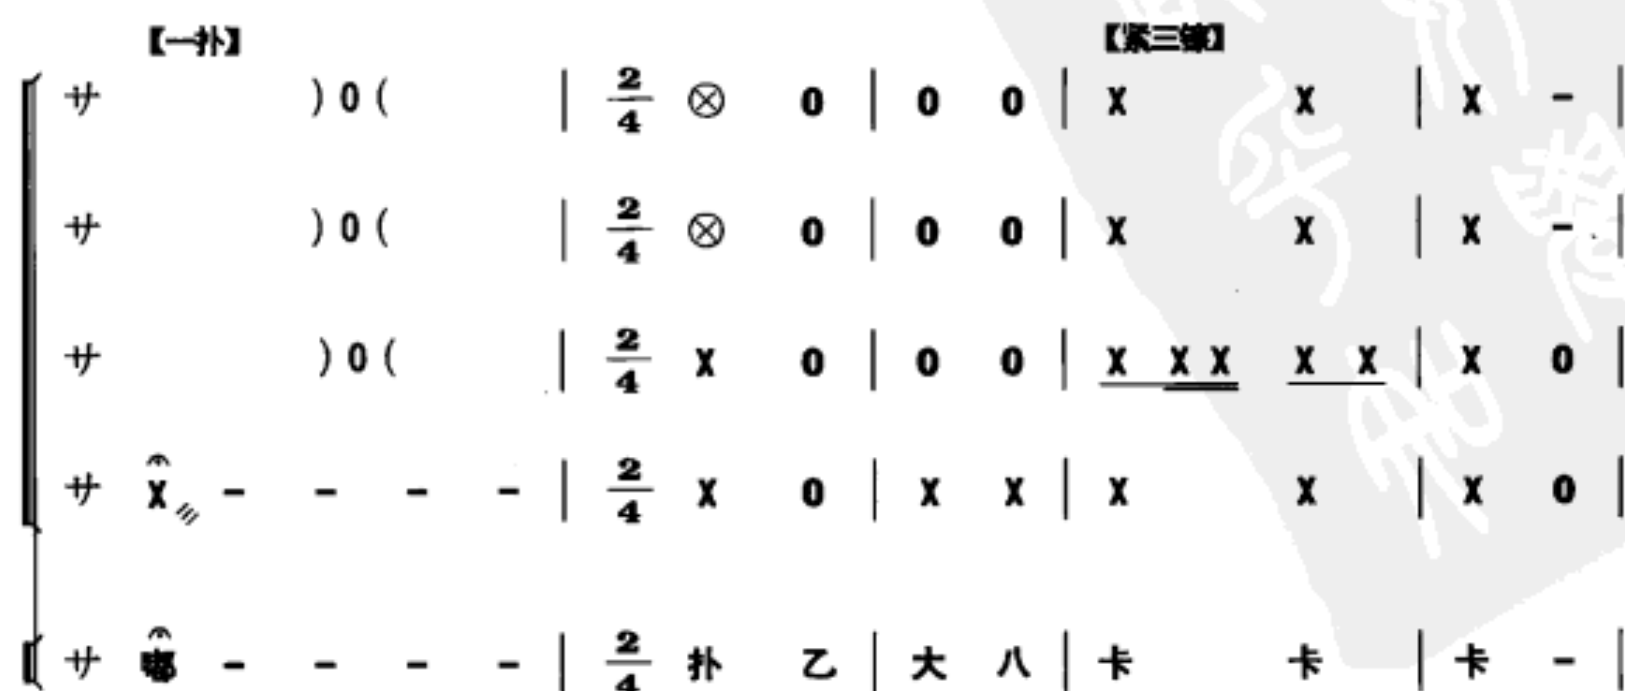 【一扑】 【紧三锤】
サ ) 0 ( | 2/4 ⊗ 0 | 0 0 | X X | X - |
サ ) 0 ( | 2/4 ⊗ 0 | 0 0 | X X | X - |
サ ) 0 ( | 2/4 X 0 | 0 0 | X X X X X | X 0 |
サ X - - - - | 2/4 X 0 | X X | X X | X 0 |
サ 嘟 - - - - | 2/4 扑 乙 | 大 八 | 卡 卡 | 卡 - |